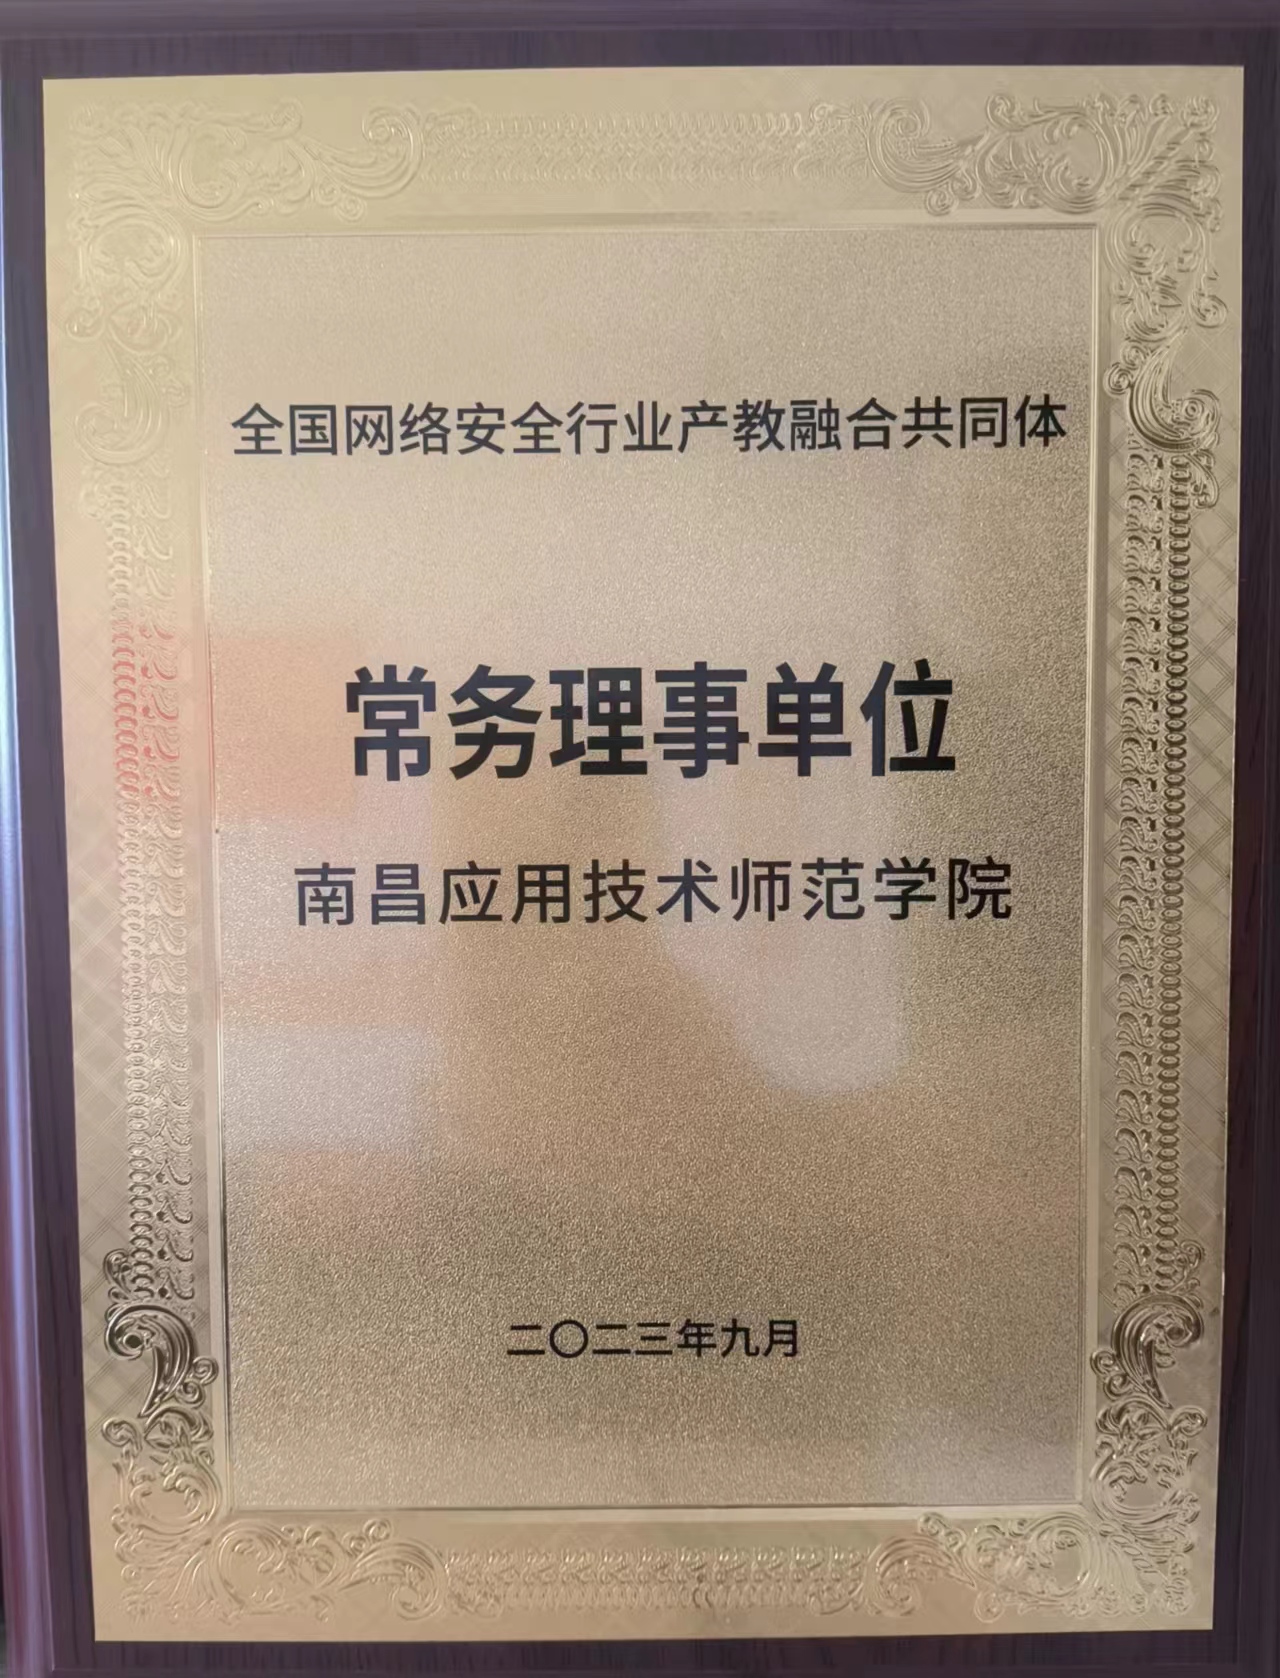 全国网络安全行业产教融合共同体
常务理事单位
南昌应用技术师范学院
二〇二三年九月